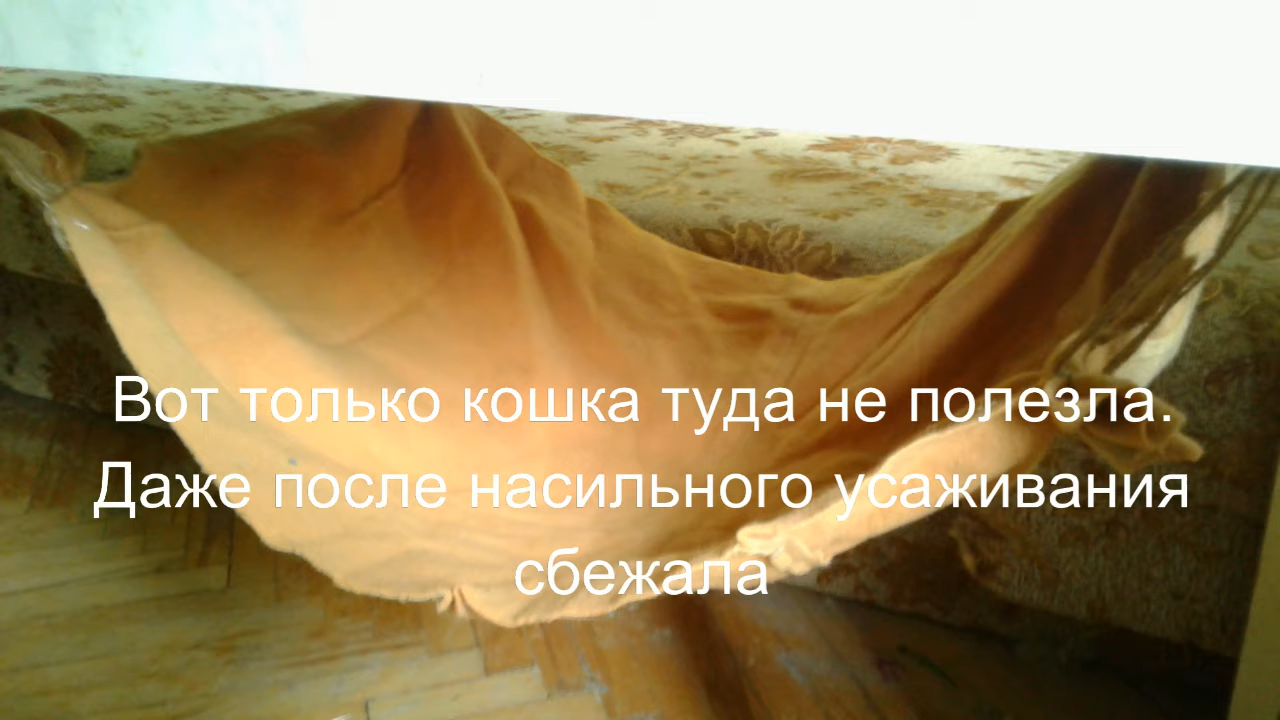 Вот только кошка туда не полезла.
Даже после насильного усаживания
сбежала